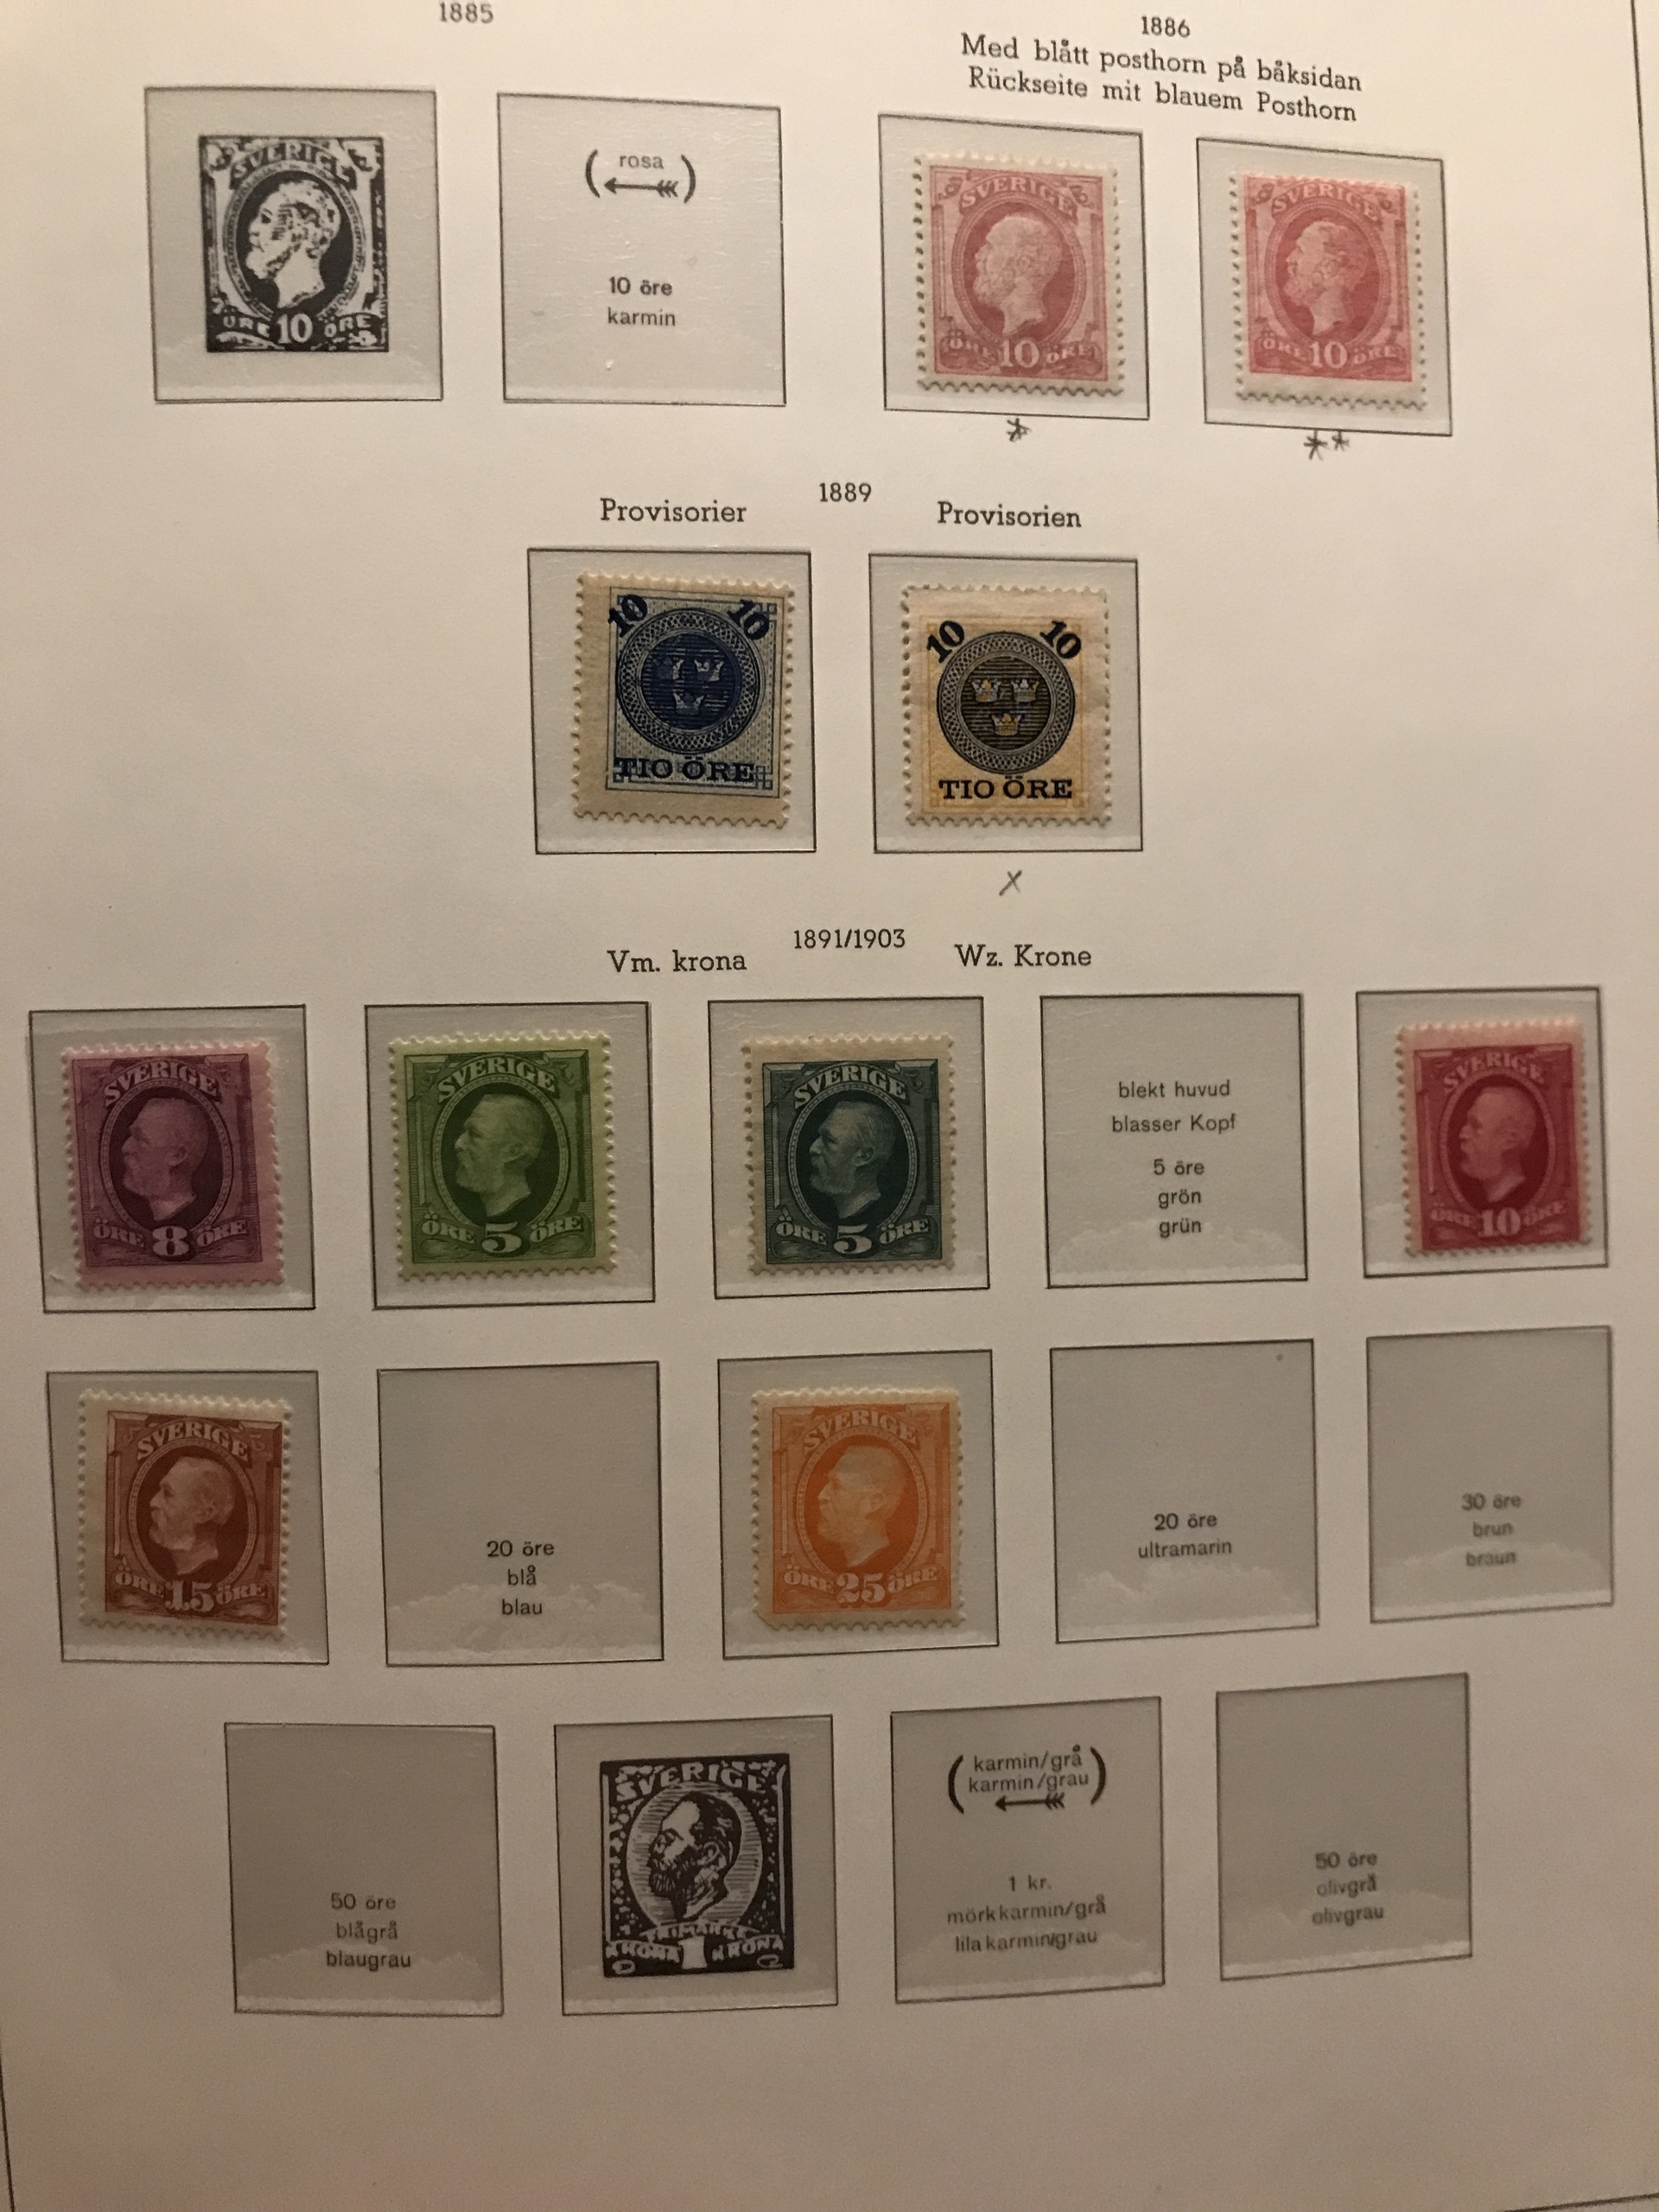 1885
1886
Med blått posthorn på båksidan
Rückseite mit blauem Posthorn
SVERIGE
ÖRE 10 ÖRE
( rosa )
10 öre
karmin
SVERIGE
ÖRE 10 ÖRE
SVERIGE
ÖRE 10 ÖRE
*
**
1889
Provisorier
Provisorien
10 10
TIO ÖRE
10 10
TIO ÖRE
x
1891/1903
Vm. krona
Wz. Krone
SVERIGE
ÖRE 8 ÖRE
SVERIGE
ÖRE 5 ÖRE
SVERIGE
ÖRE 5 ÖRE
blekt huvud
blasser Kopf
5 öre
grön
grün
SVERIGE
ÖRE 10 ÖRE
SVERIGE
ÖRE 15 ÖRE
20 öre
blå
blau
SVERIGE
ÖRE 25 ÖRE
20 öre
ultramarin
30 öre
brun
braun
50 öre
blågrå
blaugrau
SVERIGE
FRIMÄRKE
KRONA 1 KRONA
( karmin/grå
karmin/grau )
1 kr.
mörkkarmin/grå
lilakarmin/grau
50 öre
olivgrå
olivgrau